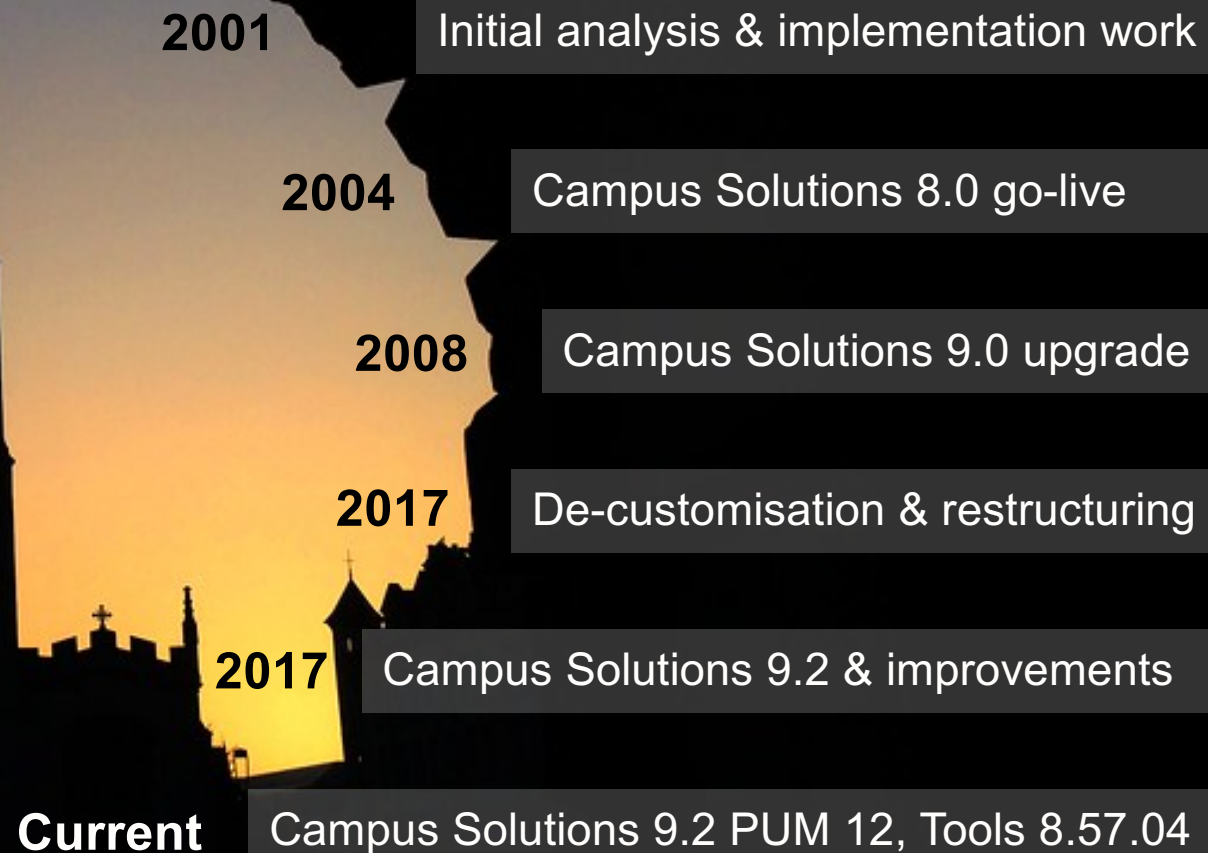 2001 Initial analysis & implementation work
2004 Campus Solutions 8.0 go-live
2008 Campus Solutions 9.0 upgrade
2017 De-customisation & restructuring
2017 Campus Solutions 9.2 & improvements
Current Campus Solutions 9.2 PUM 12, Tools 8.57.04